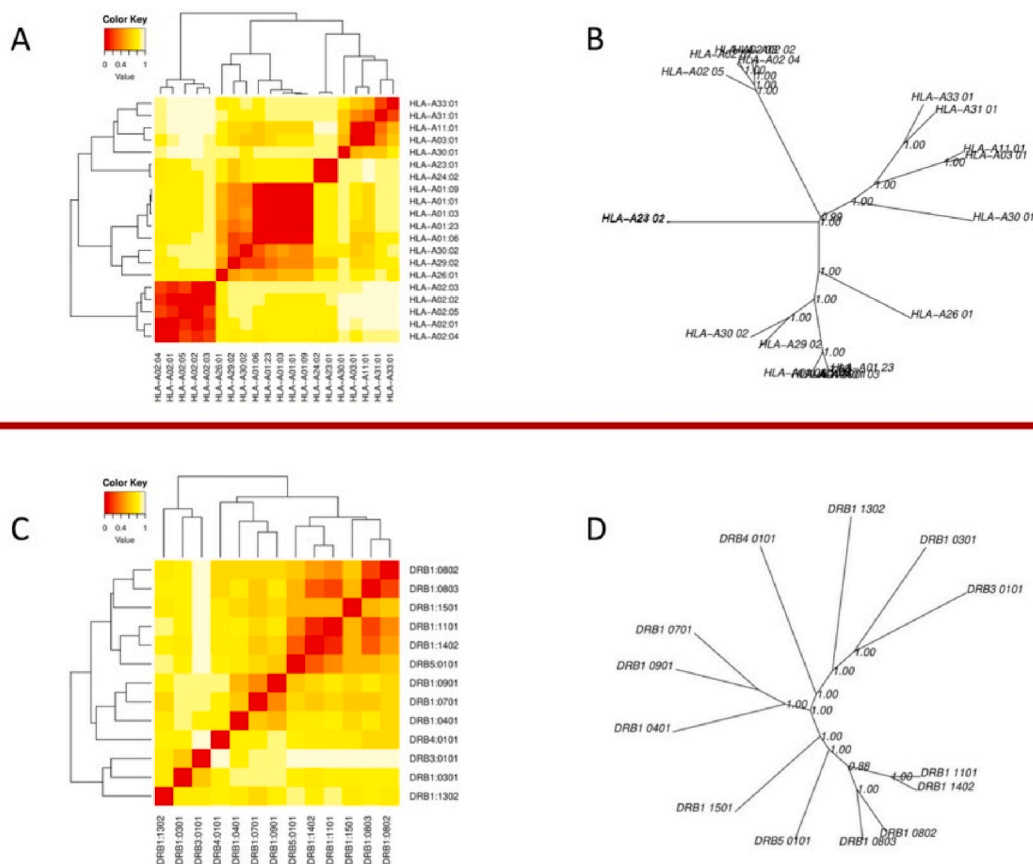 A
Color Key
0 0.4 1
Value
HLA-A33:01
HLA-A31:01
HLA-A11:01
HLA-A03:01
HLA-A30:01
HLA-A23:01
HLA-A24:02
HLA-A01:09
HLA-A01:01
HLA-A01:03
HLA-A01:23
HLA-A01:06
HLA-A30:02
HLA-A29:02
HLA-A26:01
HLA-A02:03
HLA-A02:02
HLA-A02:05
HLA-A02:01
HLA-A02:04
HLA-A02:04
HLA-A02:01
HLA-A02:05
HLA-A02:02
HLA-A02:03
HLA-A26:01
HLA-A29:02
HLA-A30:02
HLA-A01:06
HLA-A01:23
HLA-A01:03
HLA-A01:01
HLA-A01:09
HLA-A24:02
HLA-A23:01
HLA-A30:01
HLA-A03:01
HLA-A11:01
HLA-A31:01
HLA-A33:01
B
HLA-A02 04
HLA-A02 05
1.00
1.00
1.00
1.00
HLA-A33 01
HLA-A31 01
1.00
HLA-A11 01
HLA-A03 01
1.00
1.00
1.00
HLA-A30 01
0.99
1.00
1.00
HLA-A26 01
1.00
1.00
HLA-A30 02
HLA-A29 02
1.00
C
Color Key
0 0.4 1
Value
DRB1:0802
DRB1:0803
DRB1:1501
DRB1:1101
DRB1:1402
DRB5:0101
DRB1:0901
DRB1:0701
DRB1:0401
DRB4:0101
DRB3:0101
DRB1:0301
DRB1:1302
DRB1:1302
DRB1:0301
DRB3:0101
DRB4:0101
DRB1:0401
DRB1:0701
DRB1:0901
DRB5:0101
DRB1:1402
DRB1:1101
DRB1:1501
DRB1:0803
DRB1:0802
D
DRB1 1302
DRB4 0101
DRB1 0301
DRB3 0101
DRB1 0701
DRB1 0901
DRB1 0401
1.00
1.00
1.00
1.00
1.00
1.00
1.00
0.88
1.00
DRB1 1101
DRB1 1402
1.00
DRB1 1501
DRB5 0101
DRB1 0802
DRB1 0803